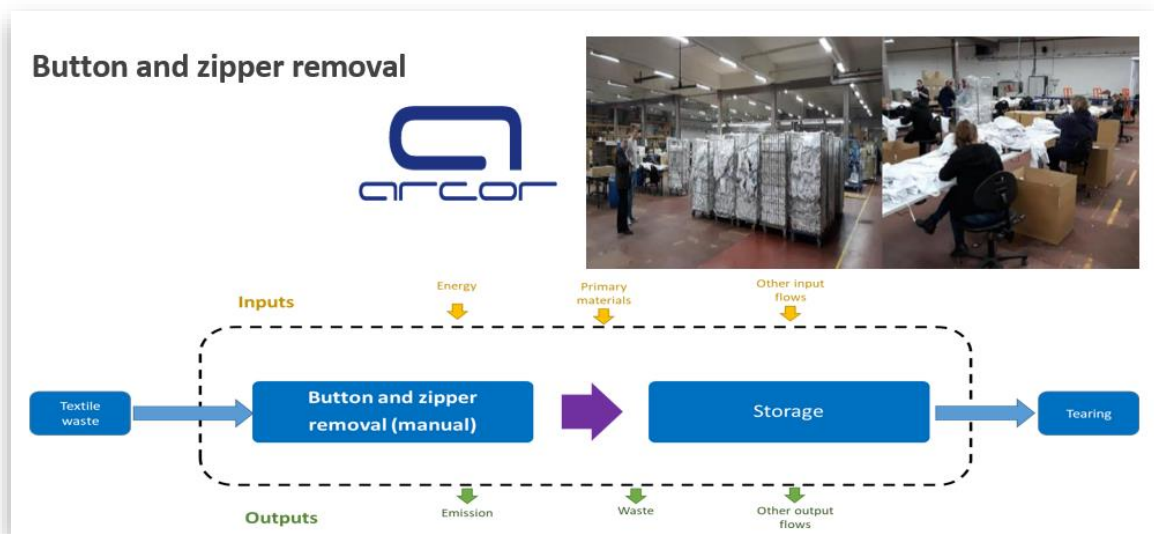 Button and zipper removal
arcor
Energy
Primary
materials
Other input
flows
Inputs
Textile
waste
Button and zipper
removal (manual)
Storage
Tearing
Outputs
Emission
Waste
Other output
flows